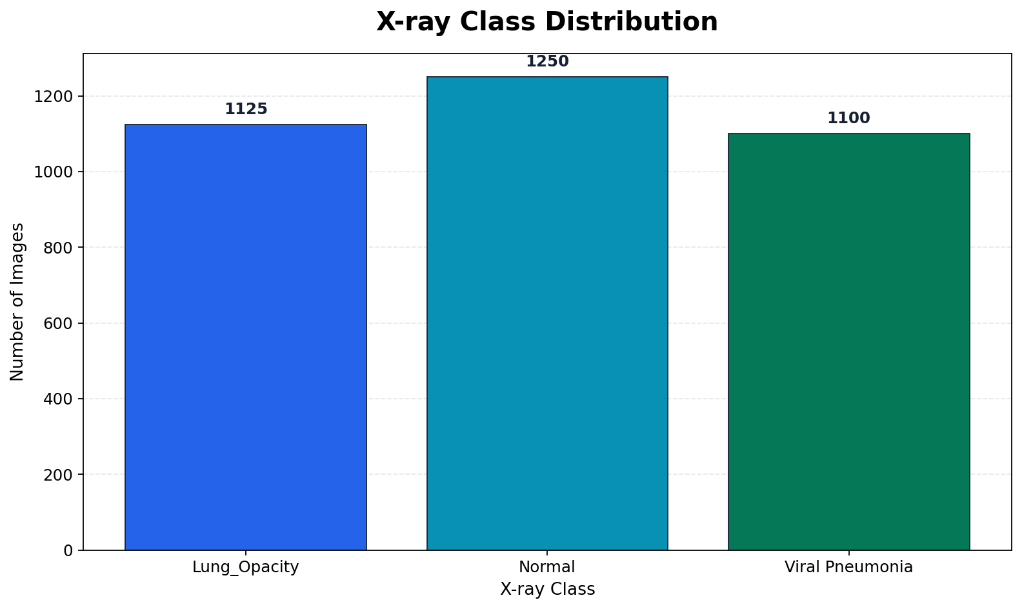 X-ray Class Distribution
1250
1125
1100
1200
1000
800
600
400
200
0
Number of Images
Lung_Opacity
Normal
Viral Pneumonia
X-ray Class